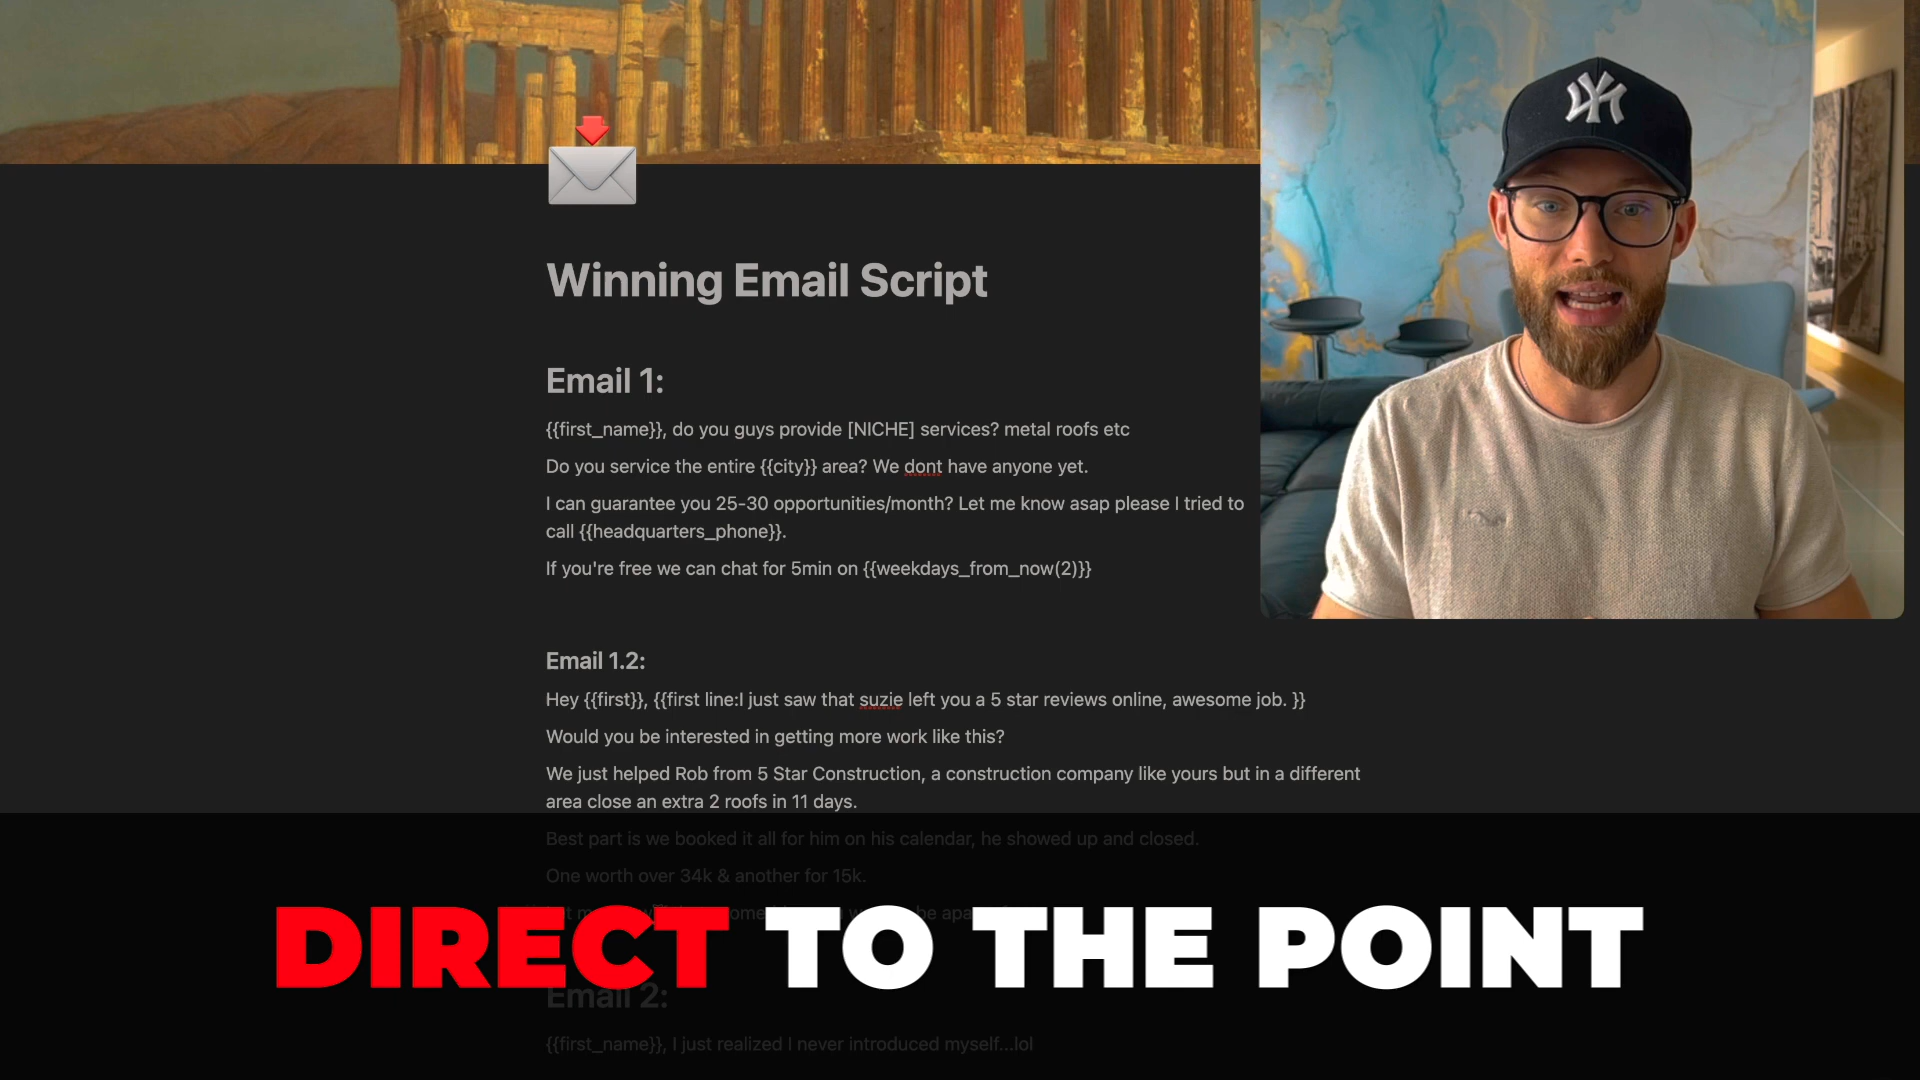 Winning Email Script
Email 1:
{{first_name}}, do you guys provide [NICHE] services? metal roofs etc
Do you service the entire {{city}} area? We dont have anyone yet.
I can guarantee you 25-30 opportunities/month? Let me know asap please I tried to
call {{headquarters_phone}}.
If you're free we can chat for 5min on {{weekdays_from_now(2)}}
Email 1.2:
Hey {{first}}, {{first line:I just saw that suzie left you a 5 star reviews online, awesome job. }}
Would you be interested in getting more work like this?
We just helped Rob from 5 Star Construction, a construction company like yours but in a different
area close an extra 2 roofs in 11 days.
Best part is we booked it all for him on his calendar, he showed up and closed.
One worth over 34k & another for 15k.
DIRECT TO THE POINT
Email 2:
{{first_name}}, I just realized I never introduced myself...lol
NY